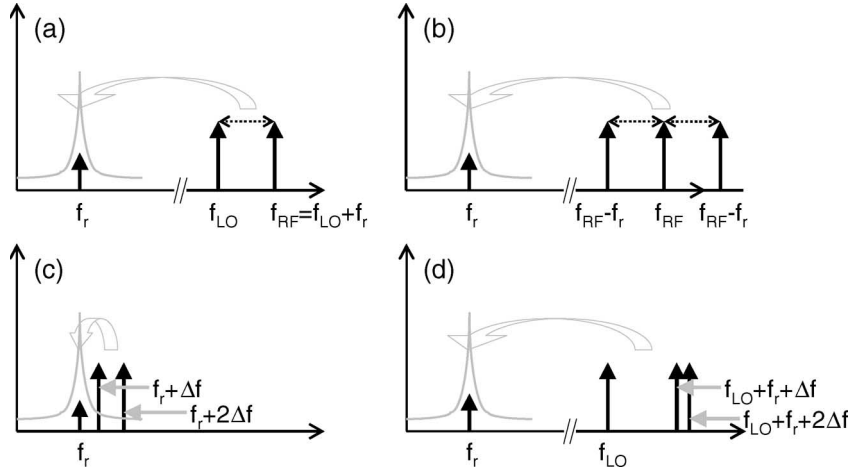 (a)
f_r
f_LO
f_RF=f_LO+f_r
(b)
f_r
f_RF-f_r
f_RF
f_RF-f_r
(c)
f_r+Δf
f_r+2Δf
f_r
(d)
f_LO+f_r+Δf
f_LO+f_r+2Δf
f_r
f_LO